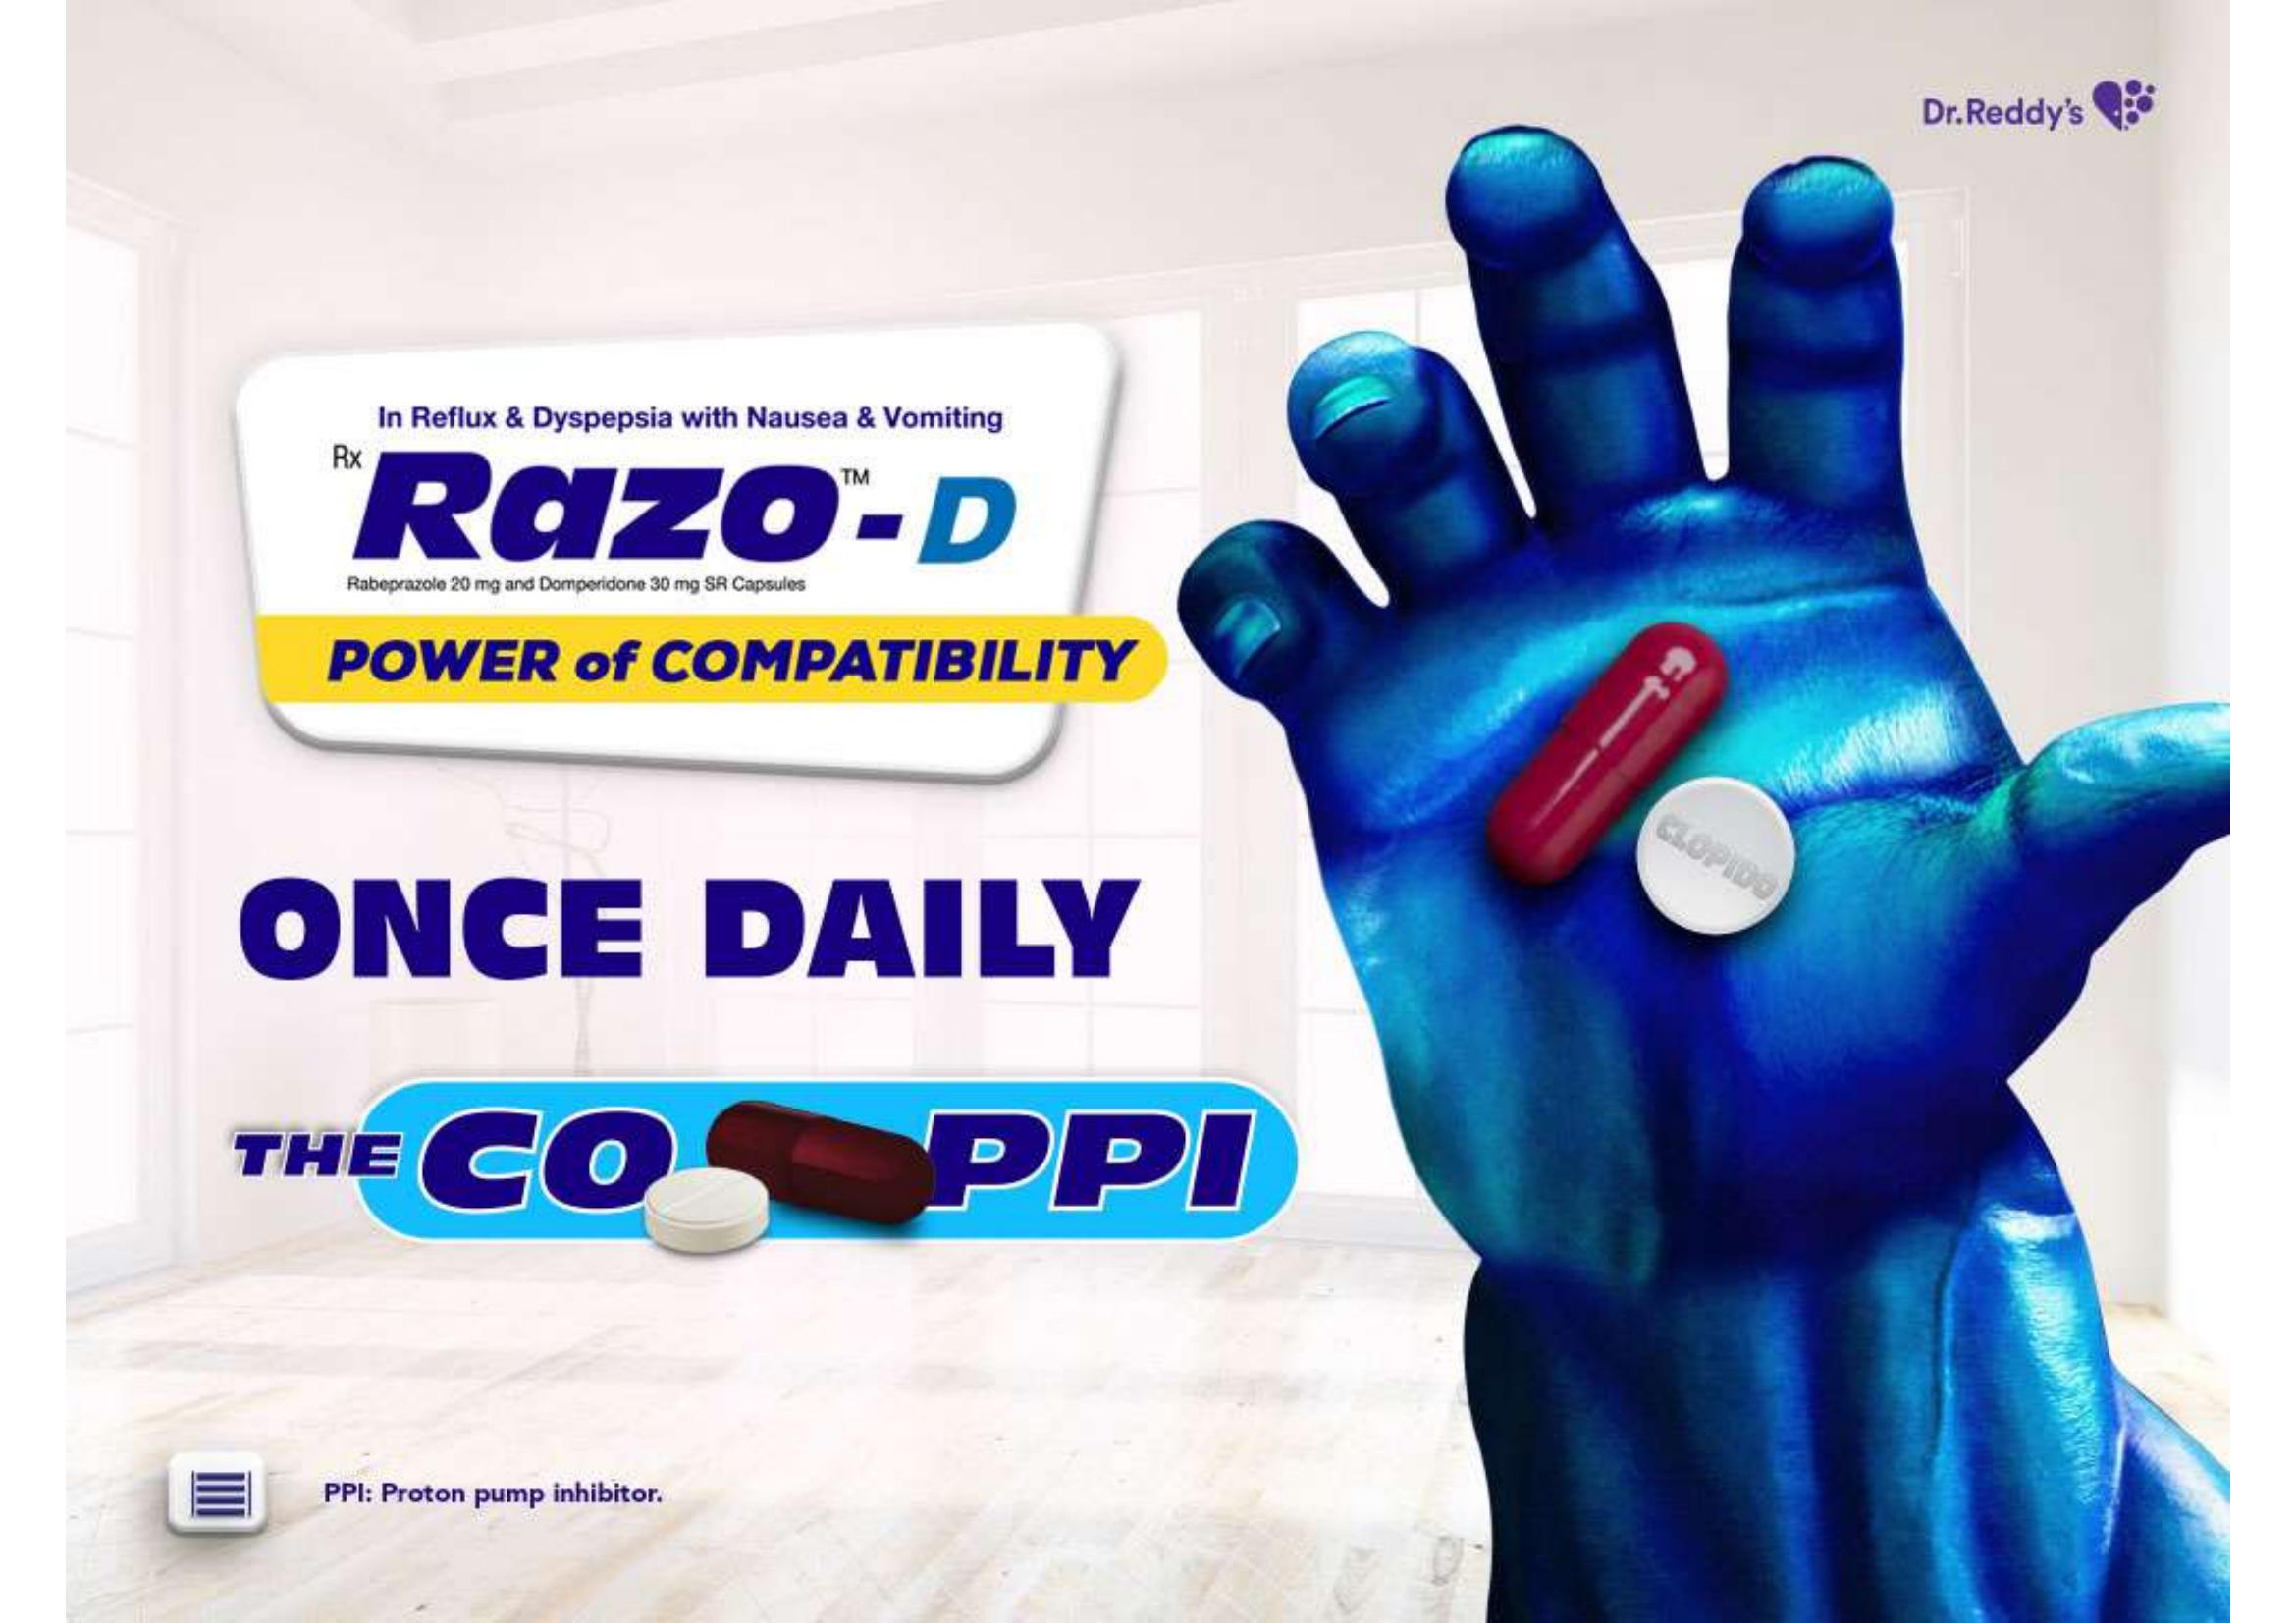 Dr.Reddy's
In Reflux & Dyspepsia with Nausea & Vomiting
Rx Razo™-D
Rabeprazole 20 mg and Domperidone 30 mg SR Capsules
POWER of COMPATIBILITY
CLOPIDO
ONCE DAILY
THE CO PPI
PPI: Proton pump inhibitor.